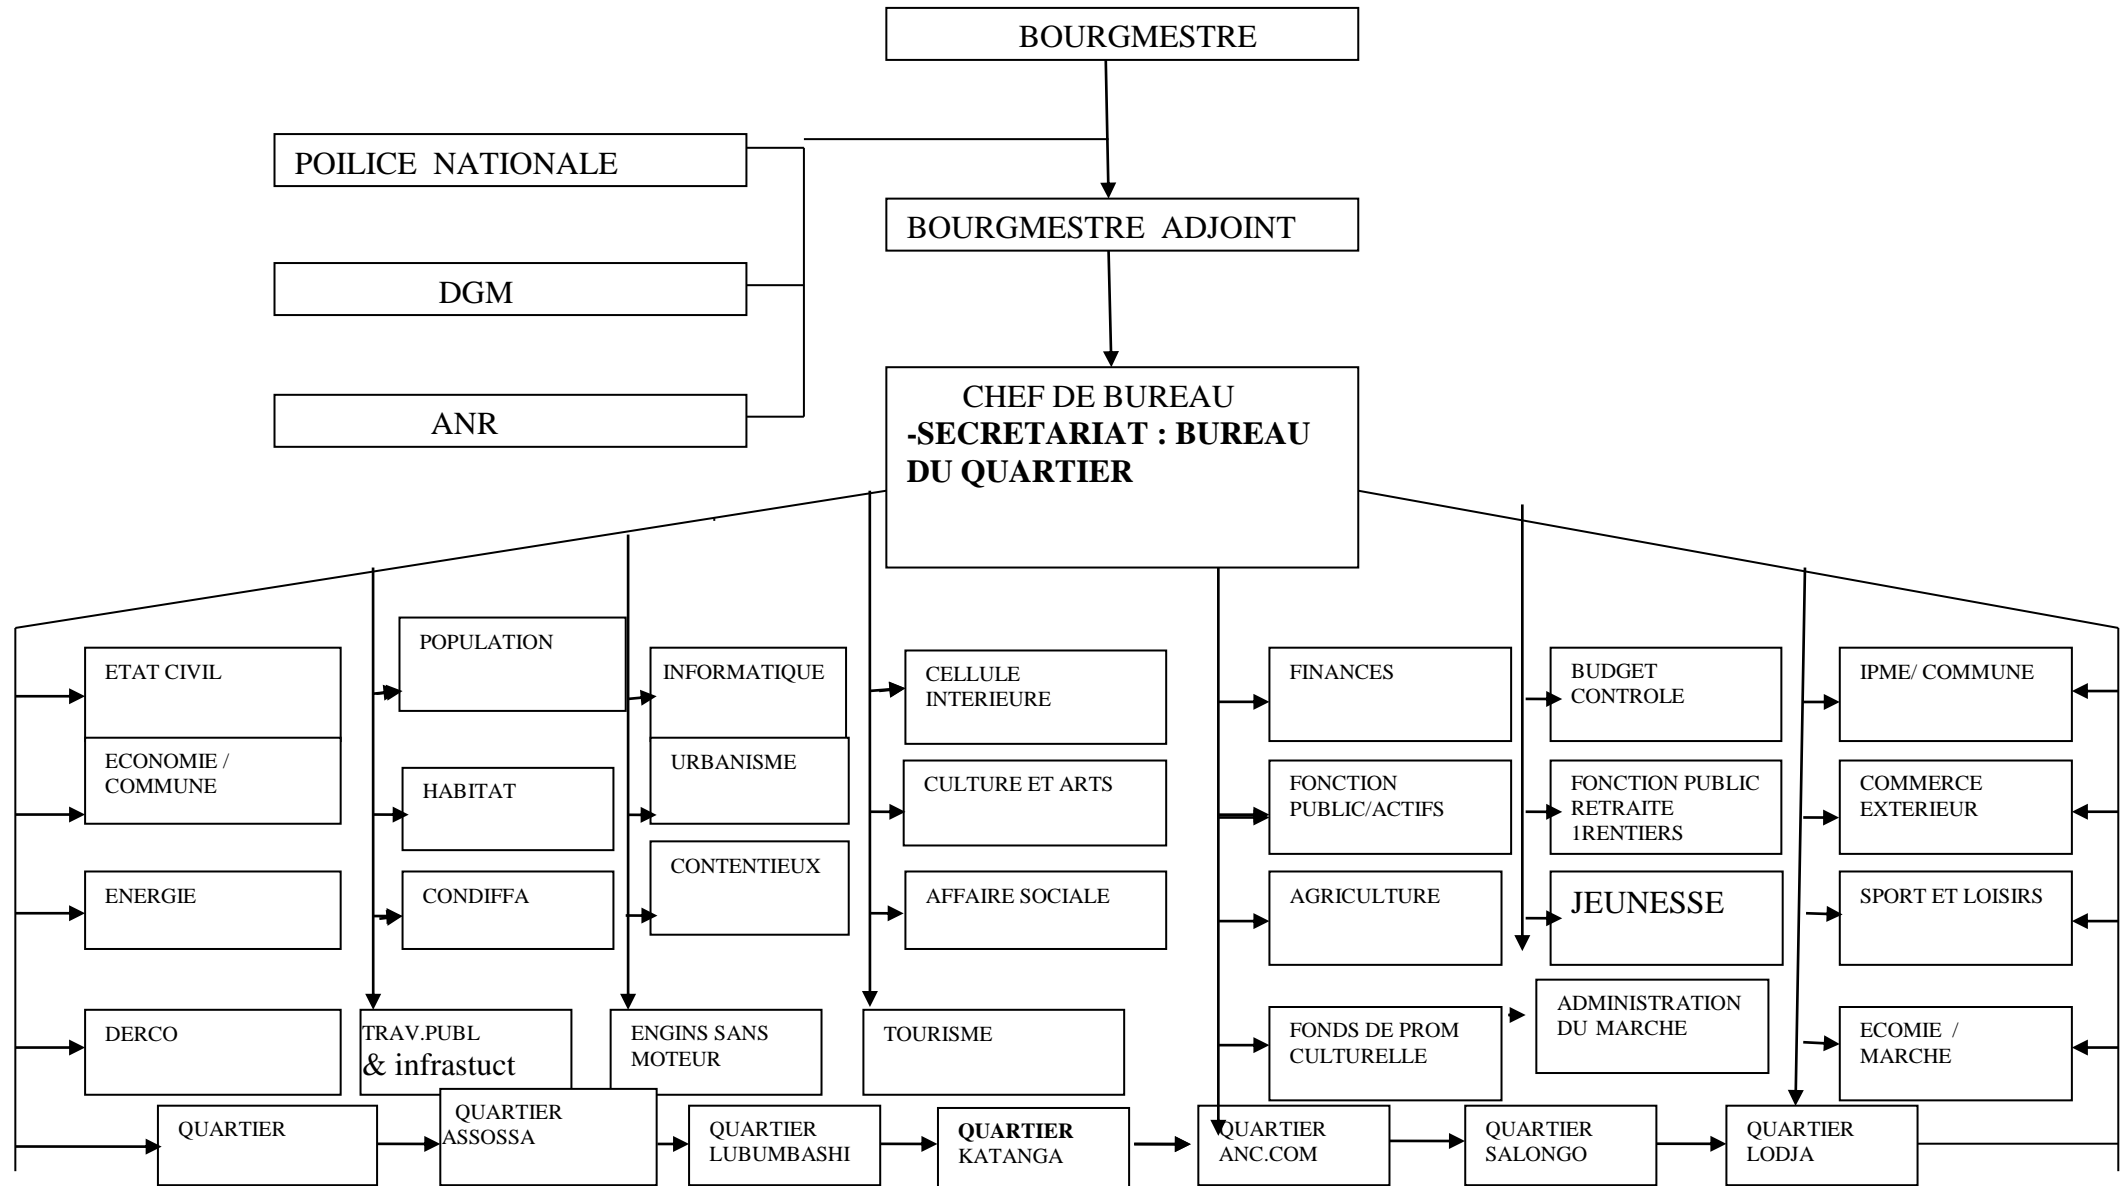 BOURGMESTRE
POILICE NATIONALE
BOURGMESTRE ADJOINT
DGM
CHEF DE BUREAU
-SECRETARIAT : BUREAU
DU QUARTIER
ANR
ETAT CIVIL
POPULATION
INFORMATIQUE
CELLULE
INTERIEURE
FINANCES
BUDGET
CONTROLE
IPME/ COMMUNE
ECONOMIE /
COMMUNE
HABITAT
URBANISME
CULTURE ET ARTS
FONCTION
PUBLIC/ACTIFS
FONCTION PUBLIC
RETRAITE
1RENTIERS
COMMERCE
EXTERIEUR
ENERGIE
CONDIFFA
CONTENTIEUX
AFFAIRE SOCIALE
AGRICULTURE
JEUNESSE
SPORT ET LOISIRS
DERCO
TRAV.PUBL
& infrastuct
ENGINS SANS
MOTEUR
TOURISME
FONDS DE PROM
CULTURELLE
ADMINISTRATION
DU MARCHE
ECOMIE /
MARCHE
QUARTIER
QUARTIER
ASSOSSA
QUARTIER
LUBUMBASHI
QUARTIER
KATANGA
QUARTIER
ANC.COM
QUARTIER
SALONGO
QUARTIER
LODJA